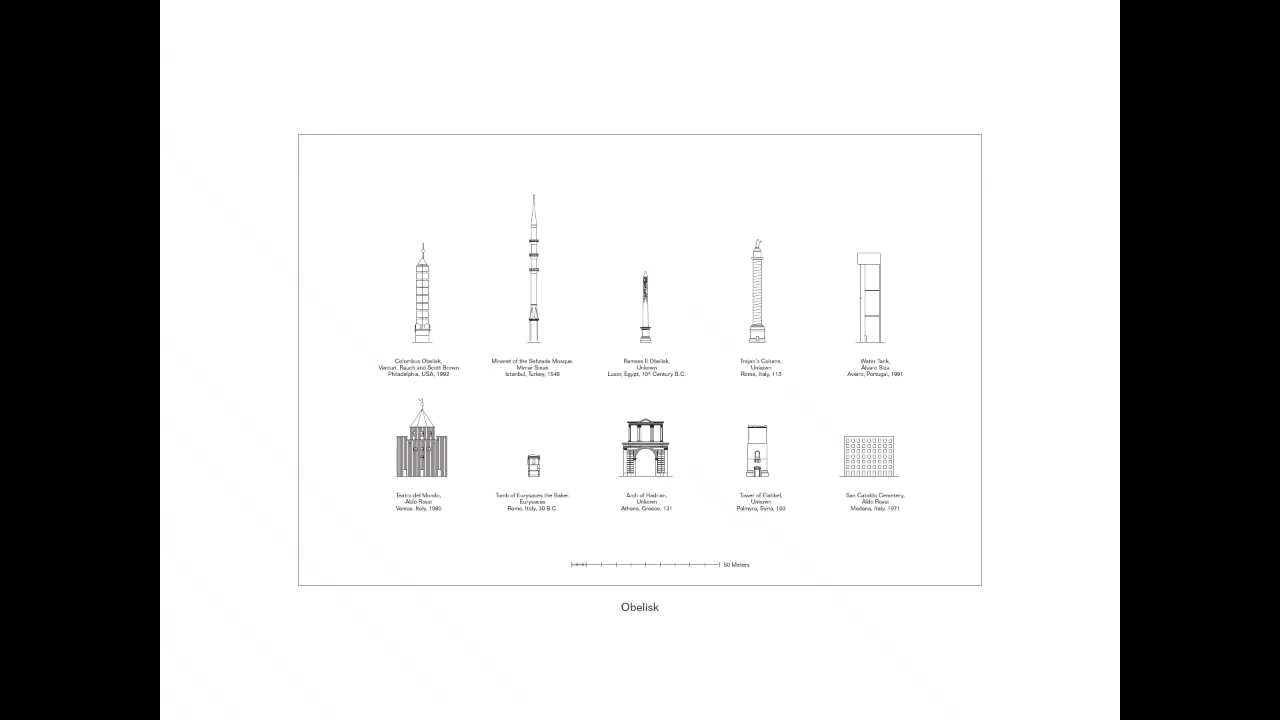 Colombus Obelisk,
Venturi, Rauch and Scott Brown
Philadelphia, USA, 1992
Minaret of the Sehzade Mosque,
Mimar Sinan
Istanbul, Turkey, 1548
Ramses II Obelisk,
Unkown
Luxor, Egypt, 10th Century B.C.
Trajan's Column,
Unkown
Rome, Italy, 113
Water Tank,
Álvaro Siza
Aveiro, Portugal, 1991
Teatro del Mondo,
Aldo Rossi
Venice, Italy, 1980
Tomb of Eurysaces the Baker,
Eurysaces
Rome, Italy, 30 B.C.
Arch of Hadrian,
Unkown
Athens, Greece, 131
Tower of Elahbel,
Unkown
Palmyra, Syria, 103
San Cataldo Cemetery,
Aldo Rossi
Modena, Italy, 1971
50 Meters
Obelisk